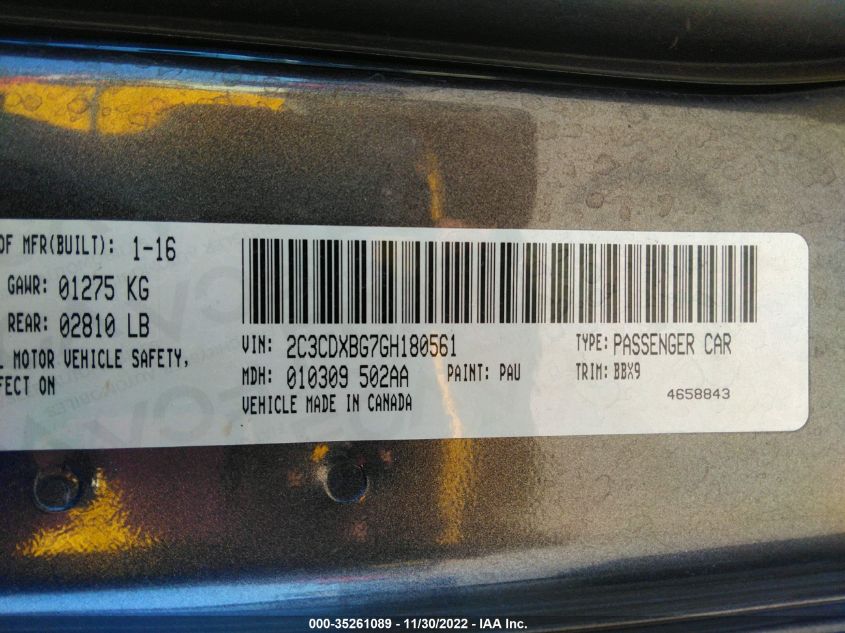 OF MFR(BUILT): 1-16
GAWR: 01275 KG
REAR: 02810 LB
L MOTOR VEHICLE SAFETY,
FECT ON
VIN: 2C3CDXBG7GH180561
TYPE: PASSENGER CAR
MDH: 010309 502AA
PAINT: PAU
TRIM: BBX9
VEHICLE MADE IN CANADA
4658843
000-35261089 - 11/30/2022 - IAA Inc.